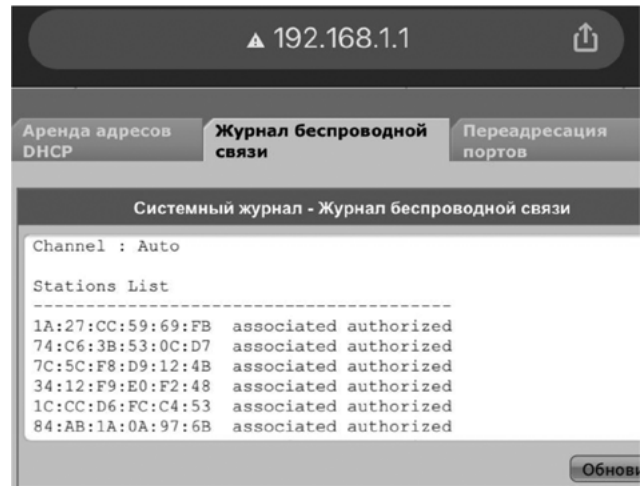 192.168.1.1
Аренда адресов DHCP
Журнал беспроводной связи
Переадресация портов
Системный журнал - Журнал беспроводной связи
Channel : Auto
Stations List
----------------------------------------
1A:27:CC:59:69:FB associated authorized
74:C6:3B:53:0C:D7 associated authorized
7C:5C:F8:D9:12:4B associated authorized
34:12:F9:E0:F2:48 associated authorized
1C:CC:D6:FC:C4:53 associated authorized
84:AB:1A:0A:97:6B associated authorized
Обнови